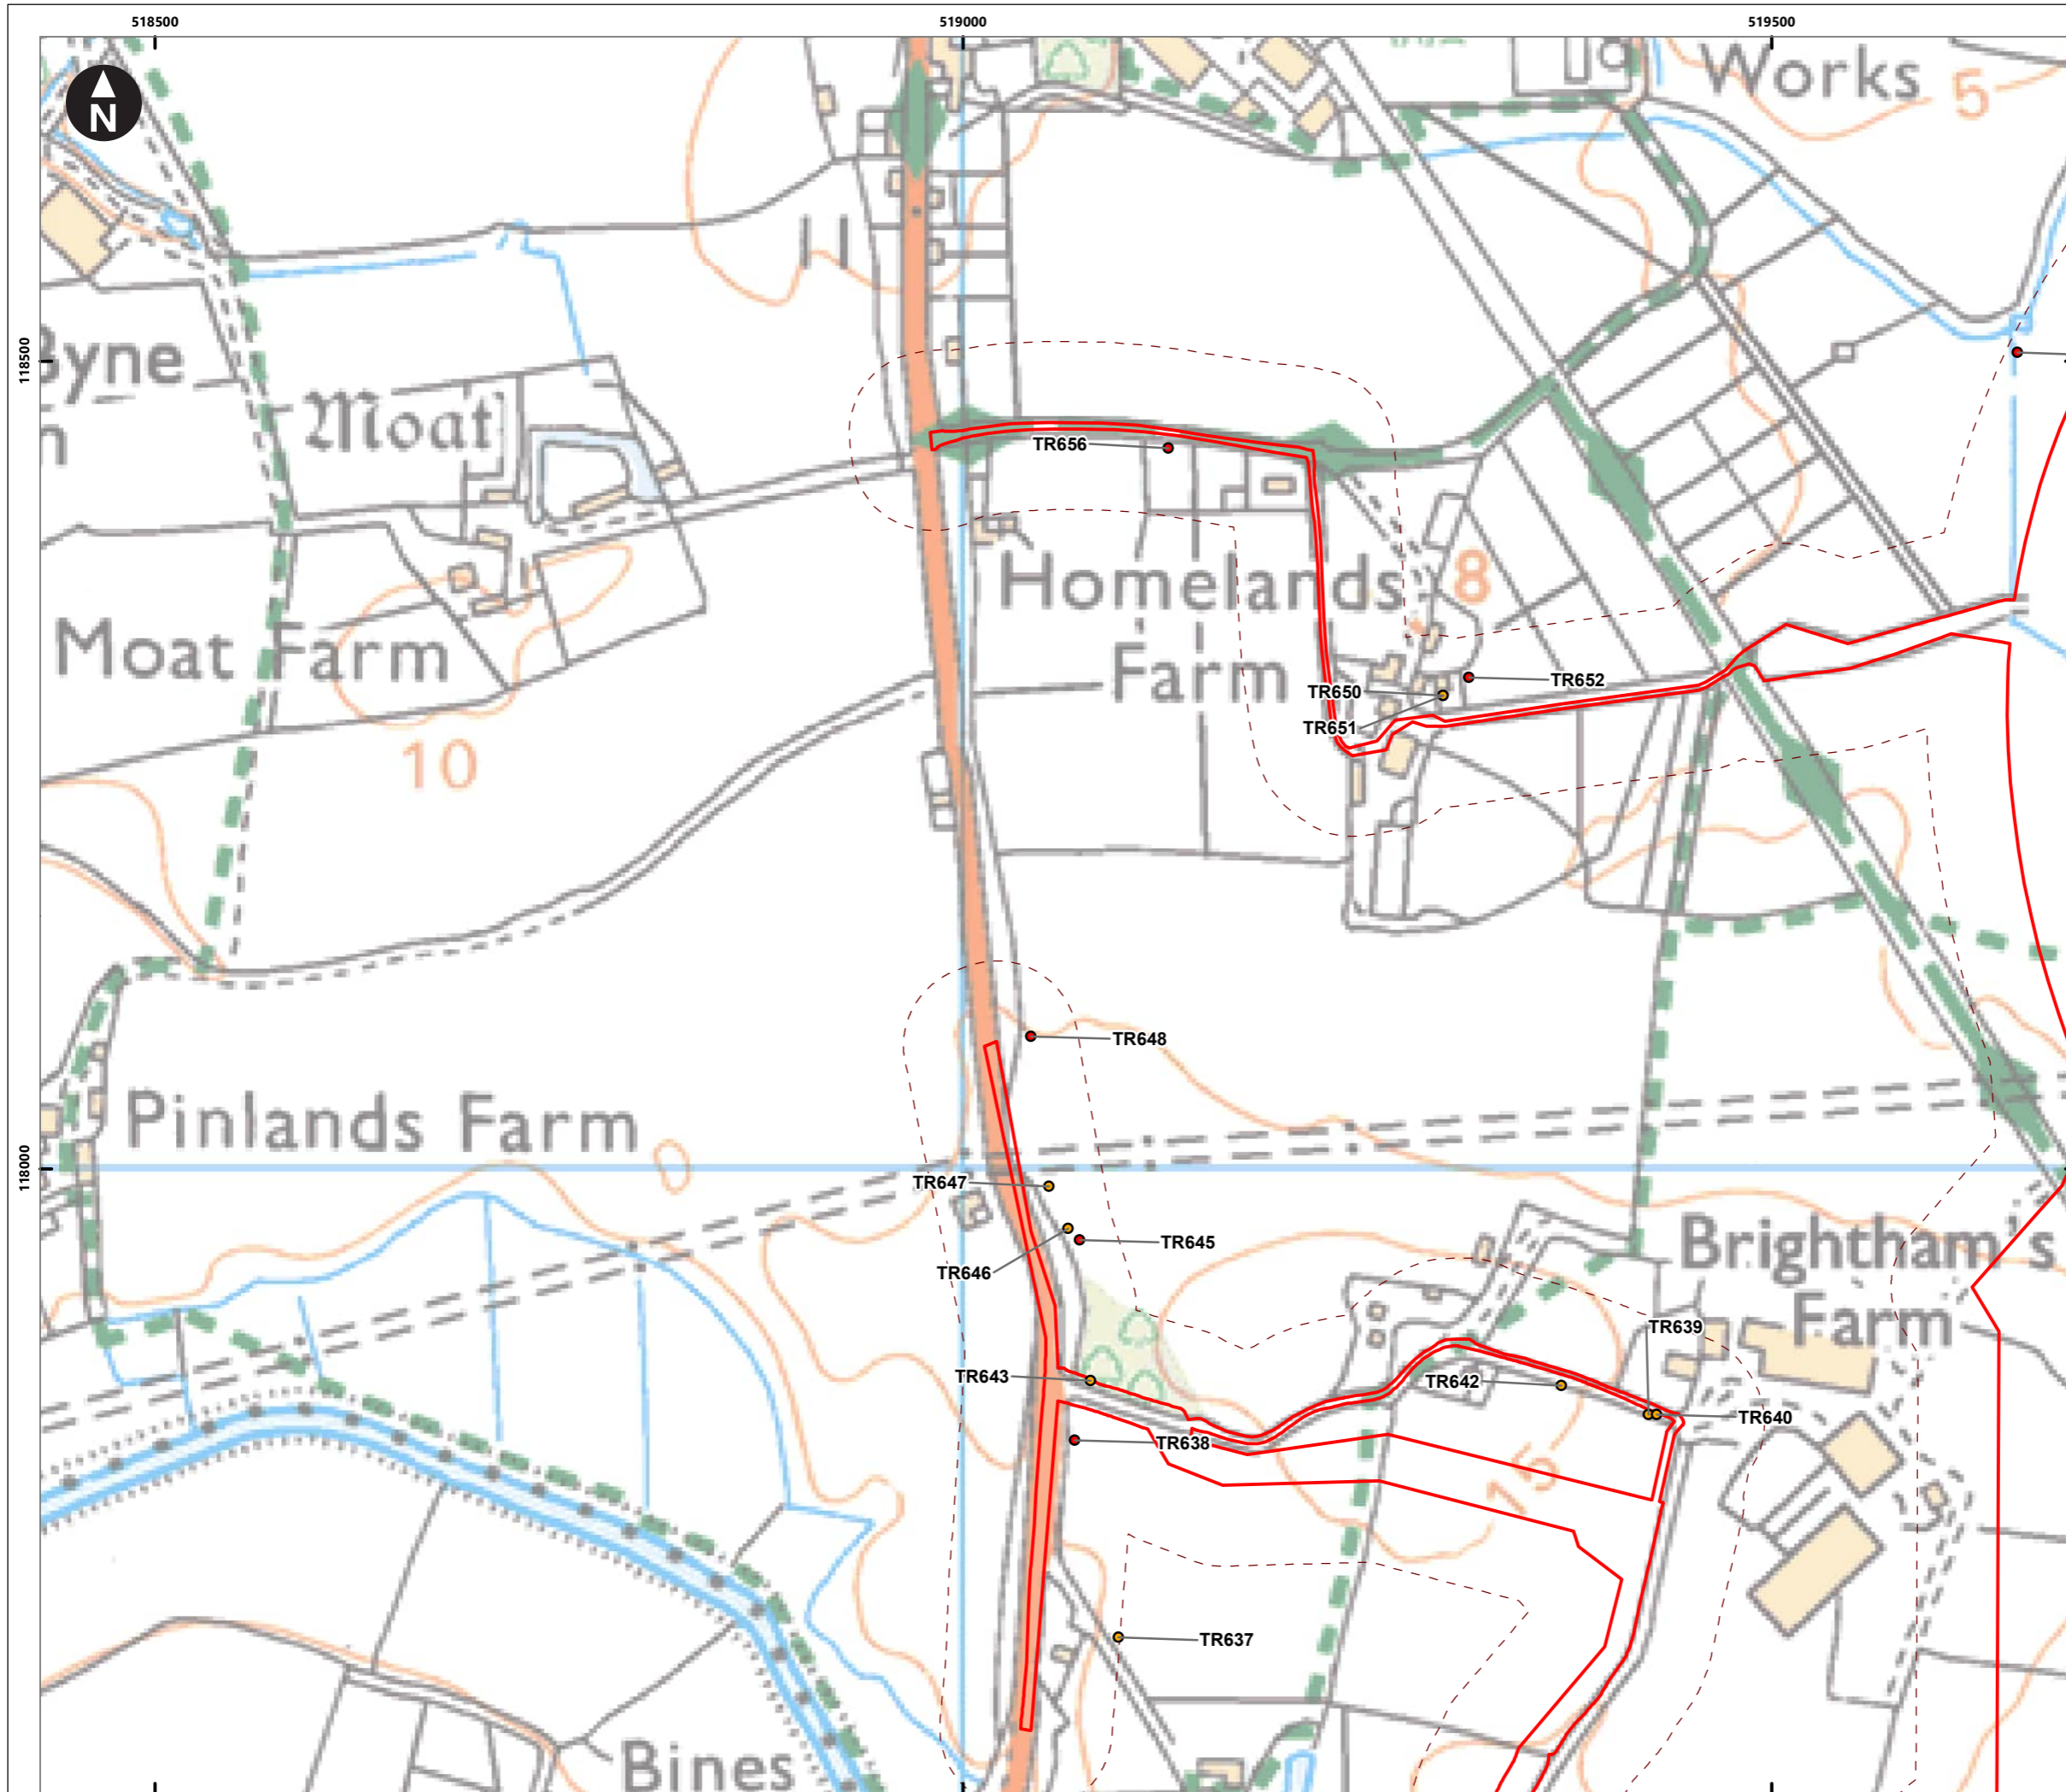 518500
519000
519500
N
Works
5
11
118500
Byne
n
Moat
TR656
Homelands
Farm
8
Moat Farm
TR652
TR650
TR651
10
TR648
Pinlands Farm
118000
TR647
TR645
TR646
Brightham's
Farm
TR639
TR643
TR642
TR640
TR638
15
TR637
Bines